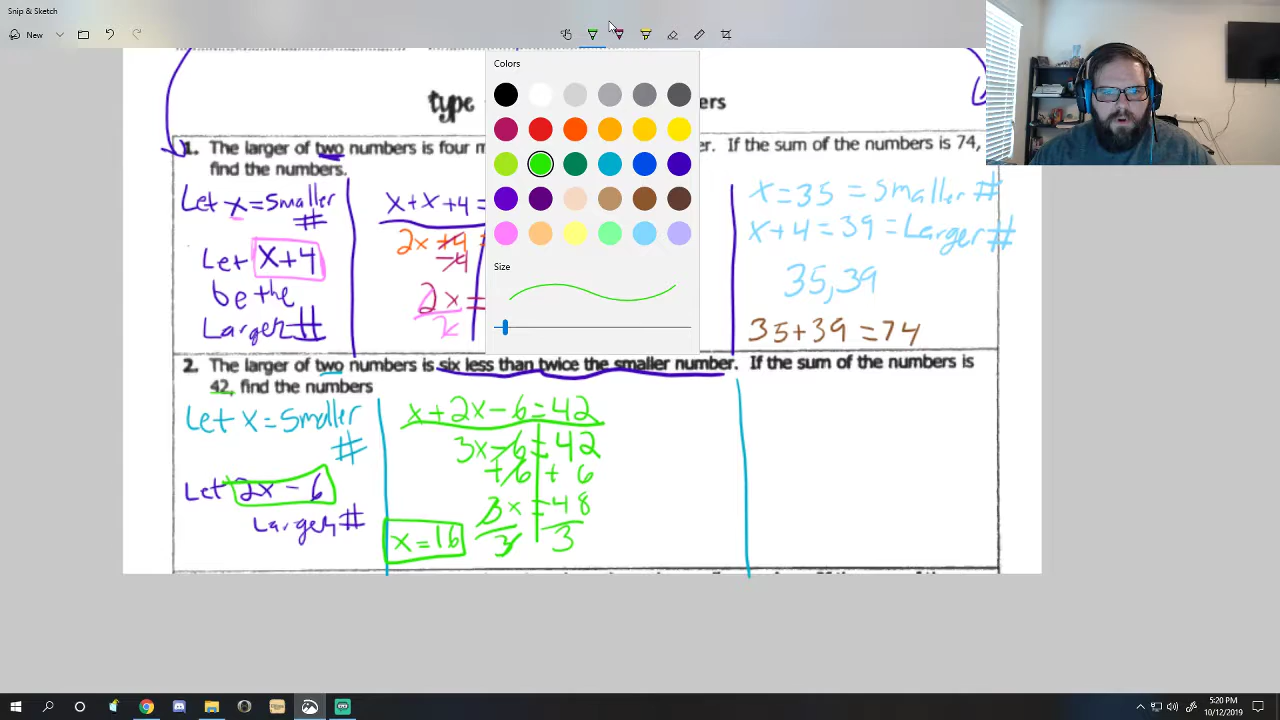 Snip & Sketch
New
Colors
type
ers
1. The larger of two numbers is four m
er. If the sum of the numbers is 74,
find the numbers.
Let x = Smaller
#
Let x+4
be the
Larger #
x+x+4=
2x+4=
-4
2x=
2
x=35 = Smaller #
x+4=39=Larger #
35,39
35+39=74
Size
2. The larger of two numbers is six less than twice the smaller number. If the sum of the numbers is
42, find the numbers
Let x = Smaller
#
Let 2x-6
Larger #
x+2x-6=42
3x-6=42
+6 +6
3x=48
3 3
x=16
5:20 PM
10/12/2019